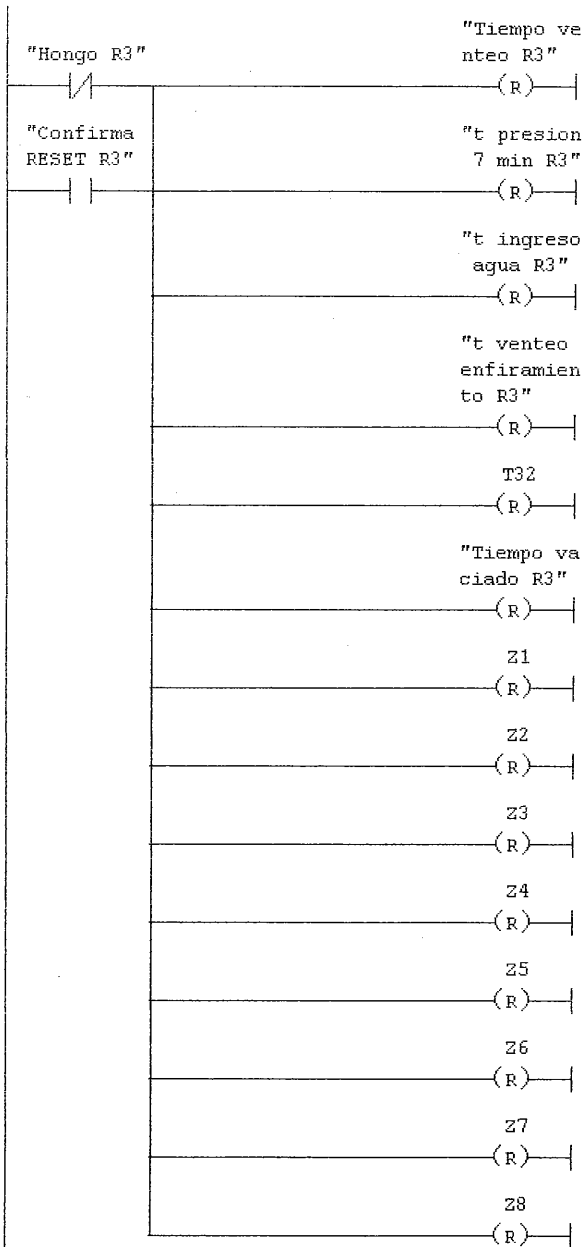 "Tiempo ve
nteo R3"
"Hongo R3"
(R)
"Confirma
RESET R3"
"t presion
7 min R3"
(R)
"t ingreso
agua R3"
(R)
"t venteo
enfiramien
to R3"
(R)
T32
(R)
"Tiempo va
ciado R3"
(R)
Z1
(R)
Z2
(R)
Z3
(R)
Z4
(R)
Z5
(R)
Z6
(R)
Z7
(R)
Z8
(R)